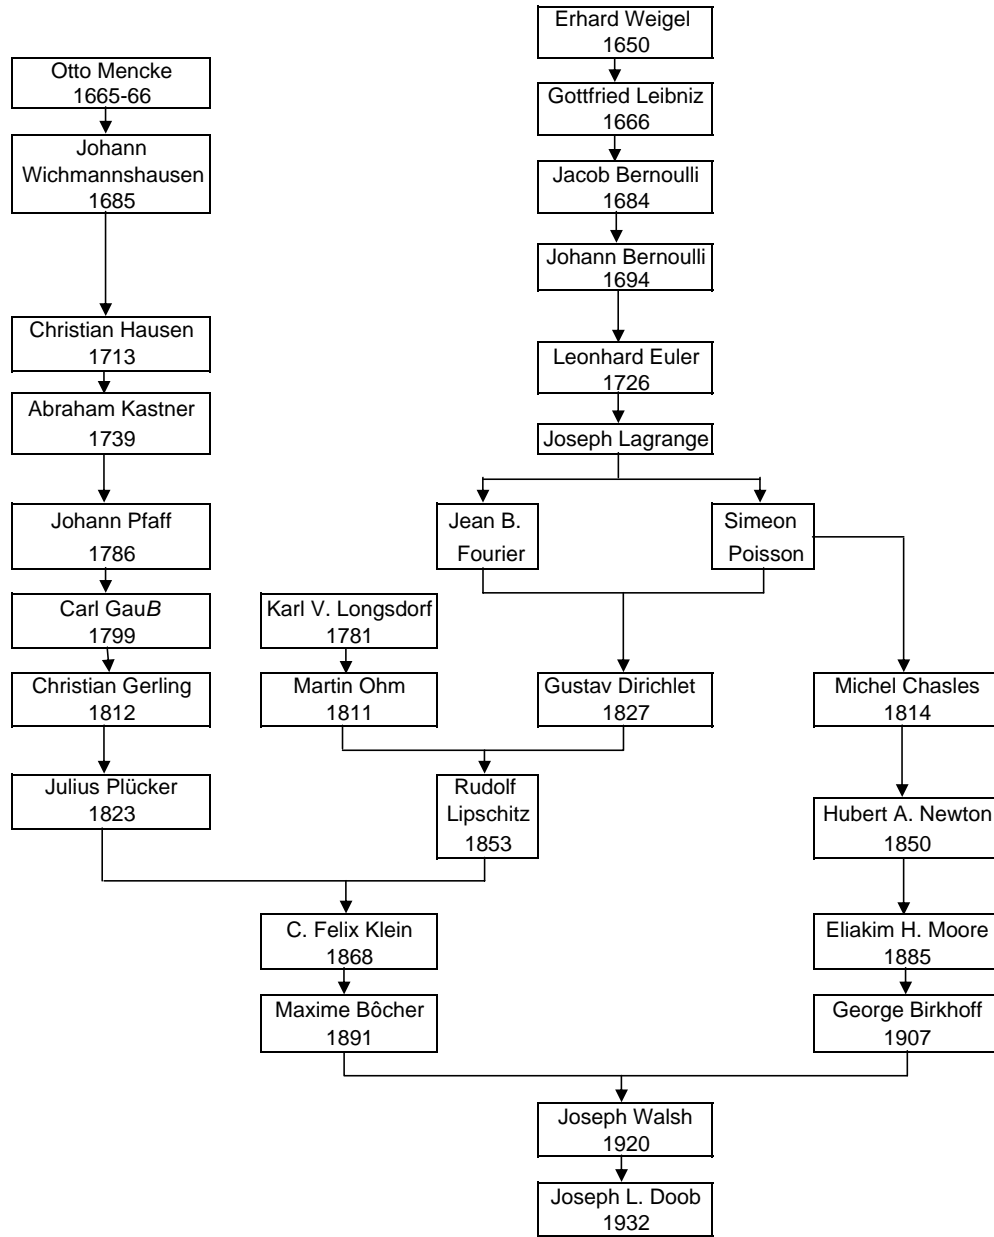 Erhard Weigel
1650
Otto Mencke
1665-66
Gottfried Leibniz
1666
Johann
Wichmannshausen
1685
Jacob Bernoulli
1684
Johann Bernoulli
1694
Christian Hausen
1713
Leonhard Euler
1726
Abraham Kastner
1739
Joseph Lagrange
Johann Pfaff
1786
Jean B.
Fourier
Simeon
Poisson
Carl GauB
1799
Karl V. Longsdorf
1781
Christian Gerling
1812
Martin Ohm
1811
Gustav Dirichlet
1827
Michel Chasles
1814
Julius Plücker
1823
Rudolf
Lipschitz
1853
Hubert A. Newton
1850
C. Felix Klein
1868
Eliakim H. Moore
1885
Maxime Bôcher
1891
George Birkhoff
1907
Joseph Walsh
1920
Joseph L. Doob
1932